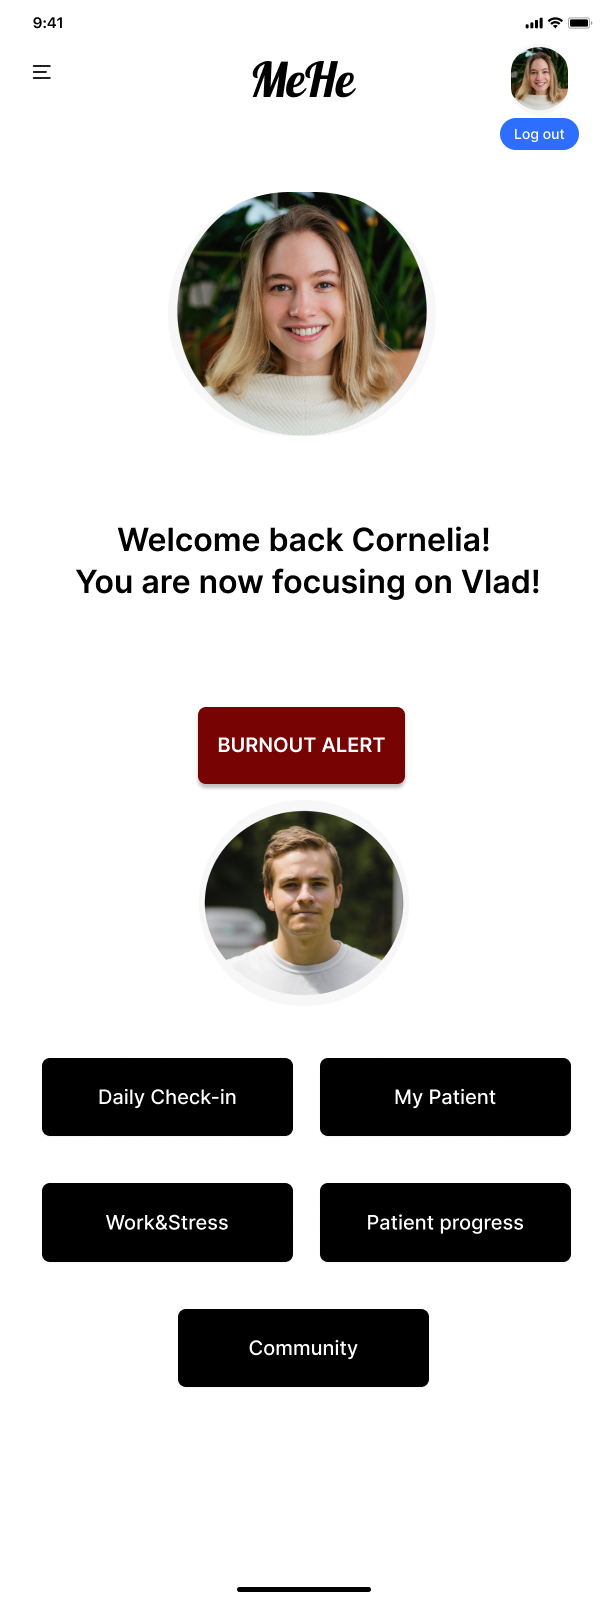 9:41
MeHe
Log out
Welcome back Cornelia!
You are now focusing on Vlad!
BURNOUT ALERT
Daily Check-in
My Patient
Work&Stress
Patient progress
Community